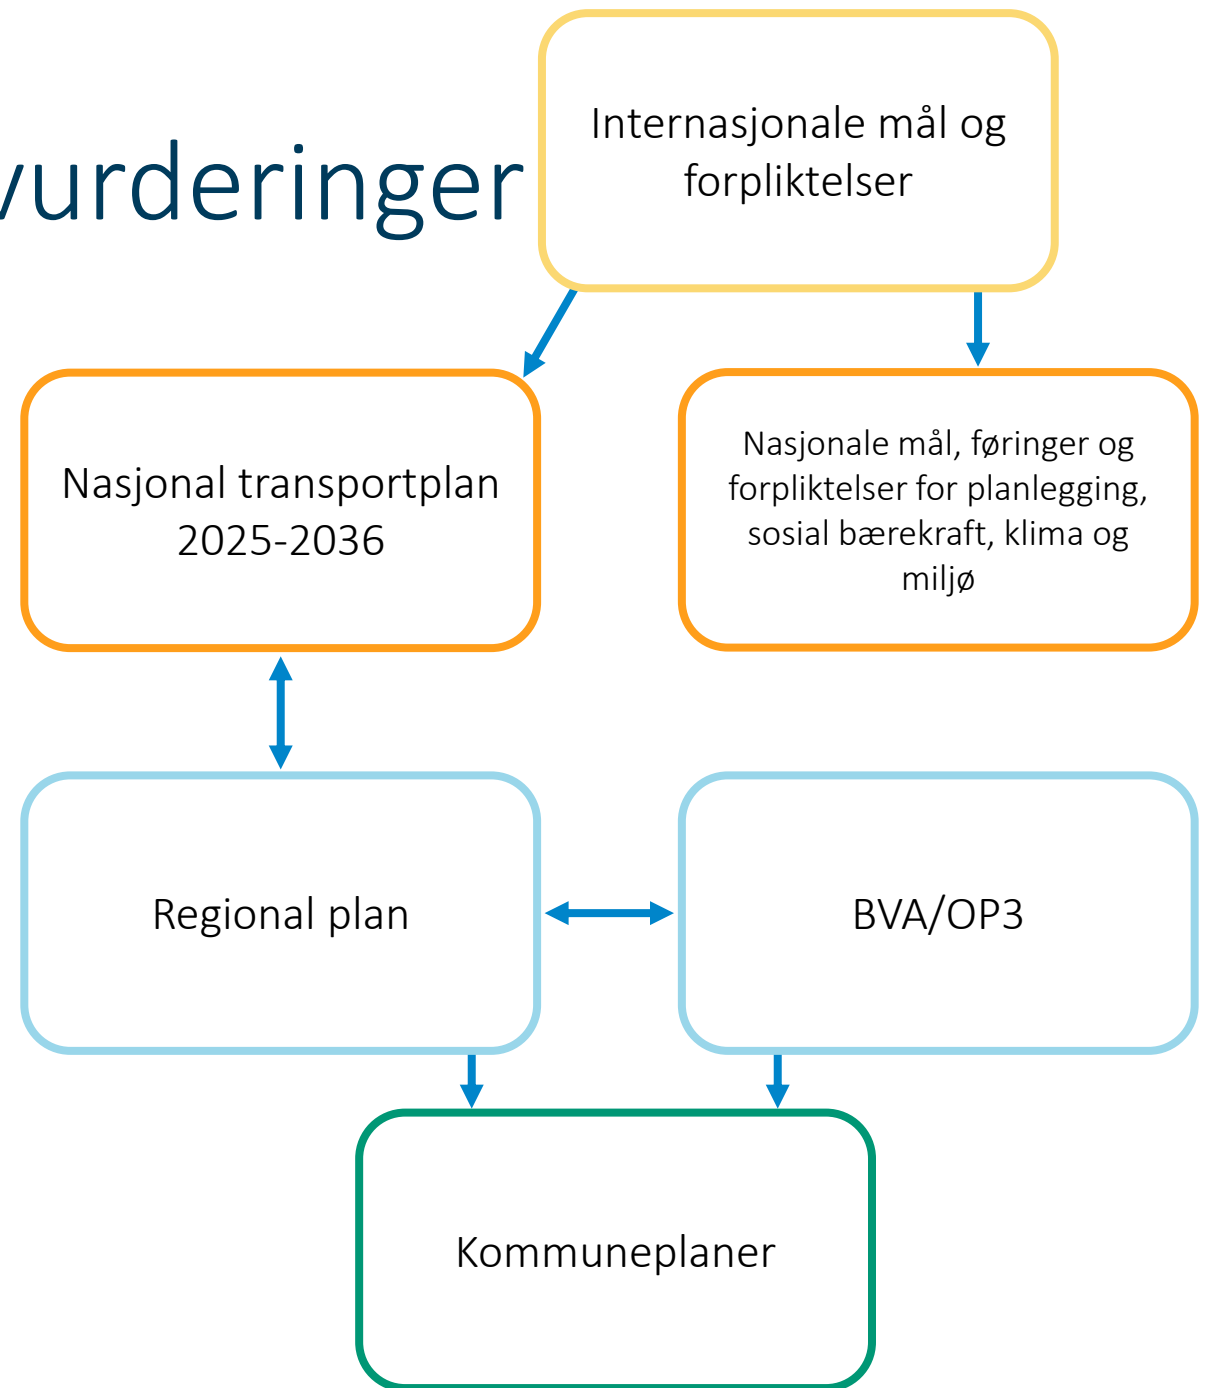 vurderinger
Internasjonale mål og
forpliktelser
Nasjonal transportplan
2025-2036
Nasjonale mål, føringer og
forpliktelser for planlegging,
sosial bærekraft, klima og
miljø
Regional plan
BVA/OP3
Kommuneplaner